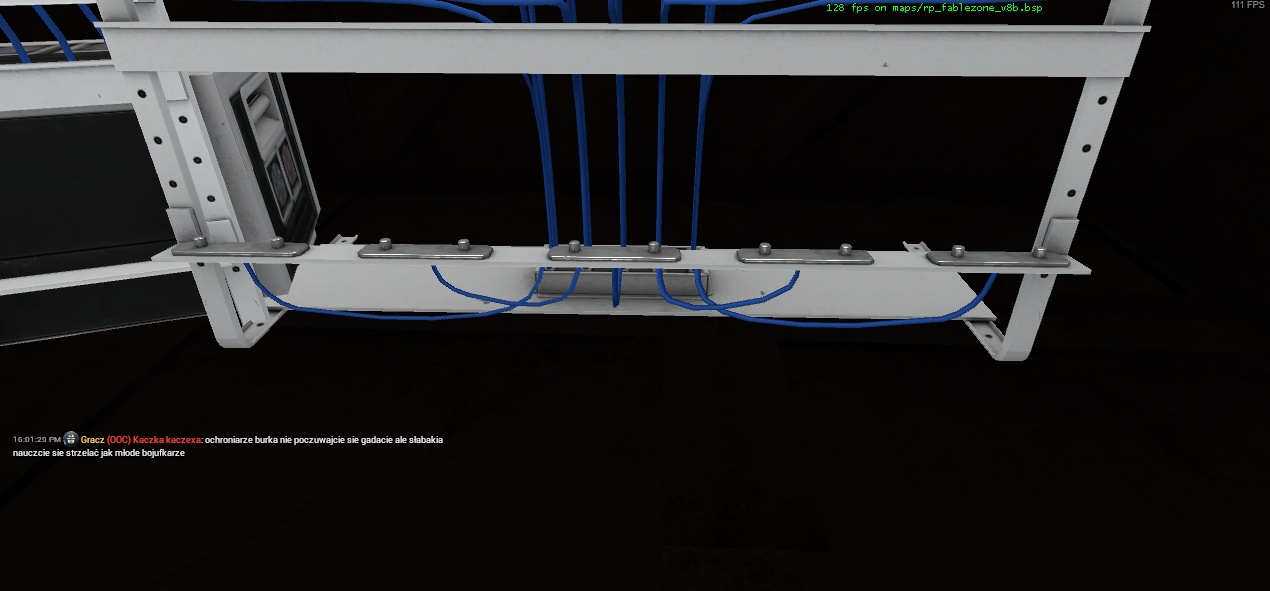 128 fps on maps/rp_fablezone_v8b.bsp
111 FPS
16:01:29 PM Gracz (OOC) Kaczka kaczexa: ochroniarze burka nie poczuwajcie sie gadacie ale słabakia
nauczcie sie strzelać jak młode bojufkarze